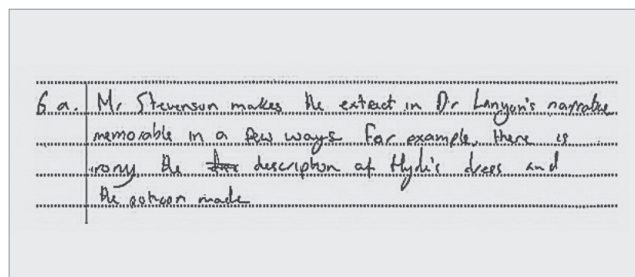 6 a. Mr Stevenson makes the extract in Dr Lanyon's narrative
memorable in a few ways. For example, there is
irony, the description of Hyde's dress and
the potion made